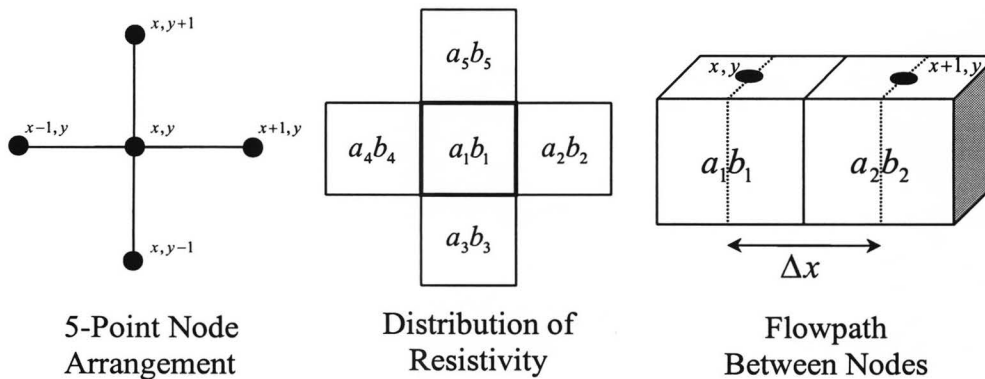 x, y+1
x−1, y
x, y
x+1, y
x, y−1
5-Point Node
Arrangement
a₅b₅
a₄b₄
a₁b₁
a₂b₂
a₃b₃
Distribution of
Resistivity
x, y
x+1, y
a₁b₁
a₂b₂
Δx
Flowpath
Between Nodes